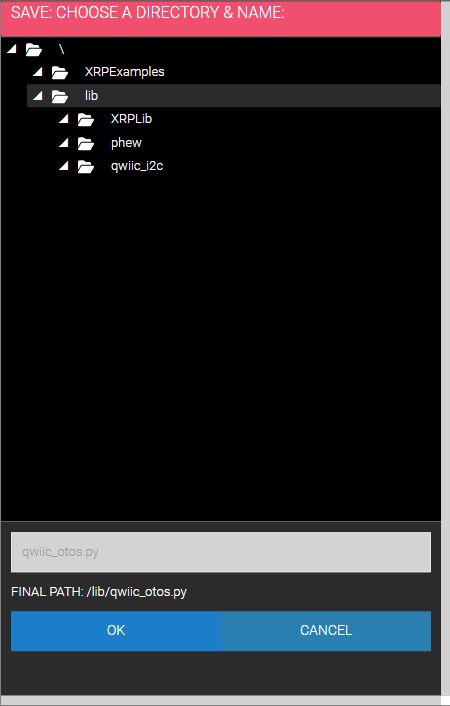 SAVE: CHOOSE A DIRECTORY & NAME:
\
XRPExamples
lib
XRPLib
phew
qwiic_i2c
qwiic_otos.py
FINAL PATH: /lib/qwiic_otos.py
OK CANCEL